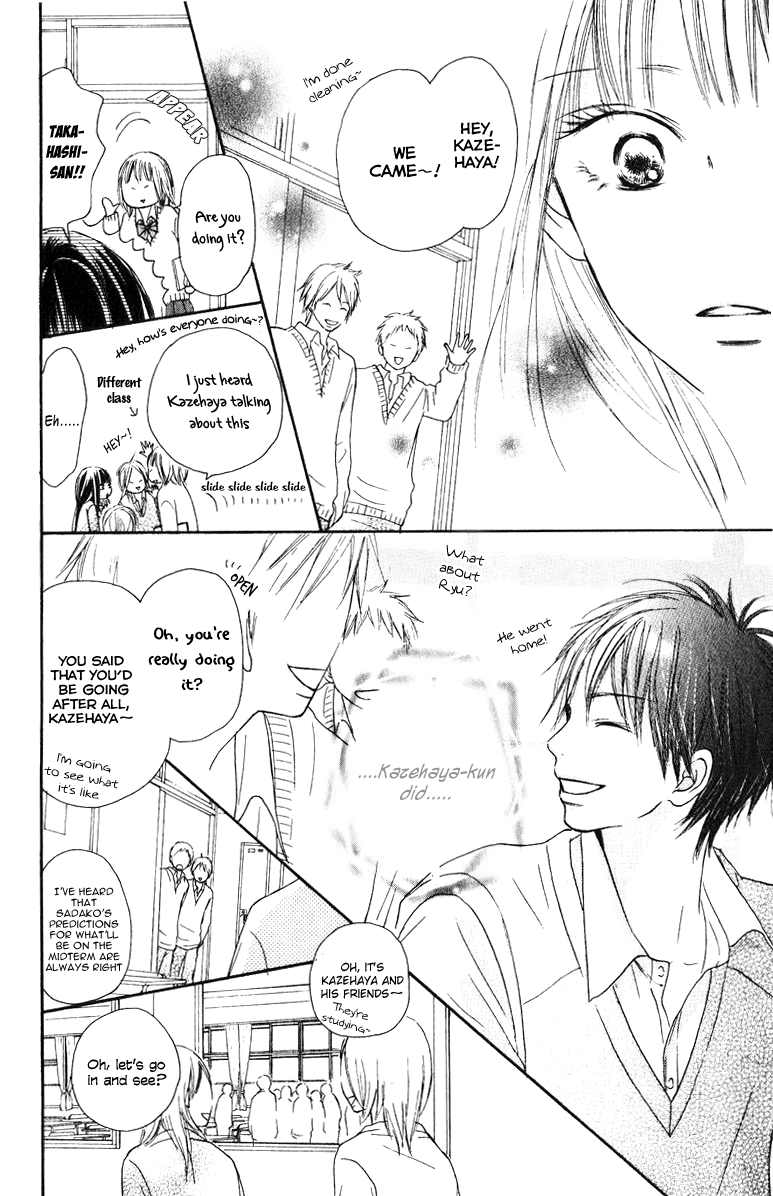 HEY,
KAZE-
HAYA!
WE
CAME~!
I'm done
cleaning~
APPEAR
TAKA-
HASHI-
SAN!!
Are you
doing it?
Hey, how's everyone doing~?
I just heard
Kazehaya talking
about this
Different
class
HEY~!
Eh.....
slide slide slide slide
What
about
Ryu?
He went
home!
OPEN
Oh, you're
really doing
it?
YOU SAID
THAT YOU'D
BE GOING
AFTER ALL,
KAZEHAYA~
I'm going
to see what
it's like
....Kazehaya-kun
did.....
I'VE HEARD
THAT
SADAKO'S
PREDICTIONS
FOR WHAT'LL
BE ON THE
MIDTERM ARE
ALWAYS RIGHT
OH, IT'S
KAZEHAYA AND
HIS FRIENDS~
They're
studying~
Oh, let's go
in and see?